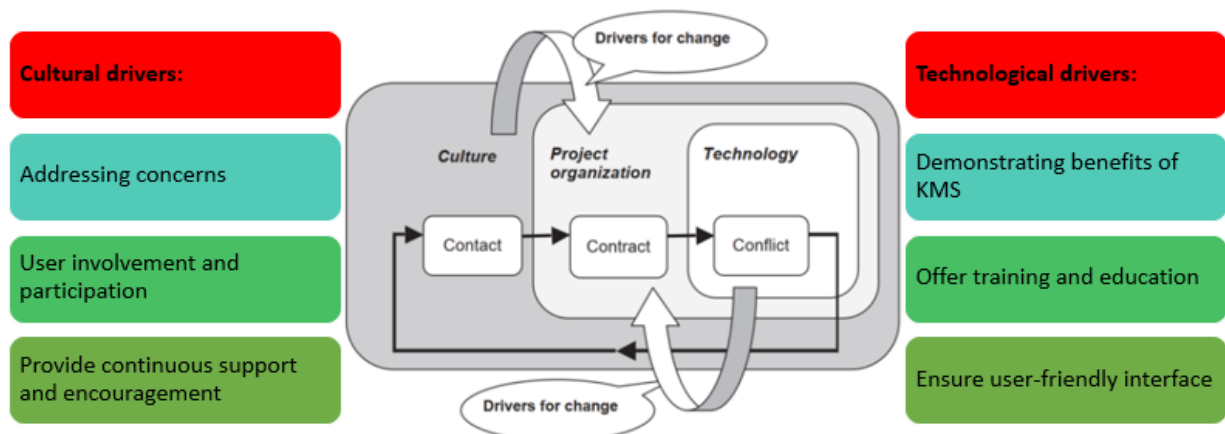 Cultural drivers:
Addressing concerns
User involvement and
participation
Provide continuous support
and encouragement
Drivers for change
Culture
Project
organization
Technology
Contact
Contract
Conflict
Drivers for change
Technological drivers:
Demonstrating benefits of
KMS
Offer training and education
Ensure user-friendly interface